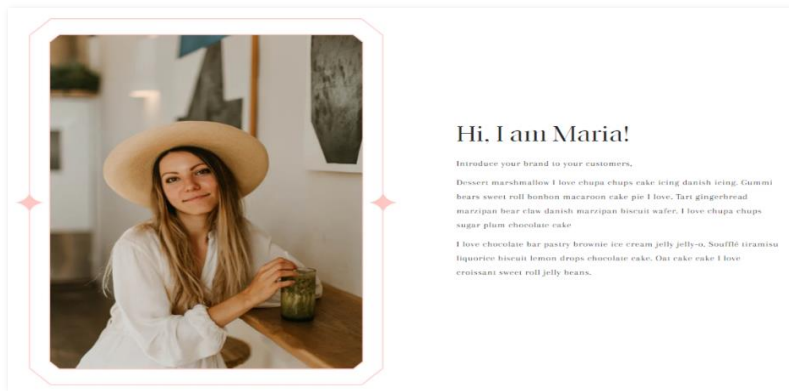 Hi, I am Maria!
Introduce your brand to your customers,
Dessert marshmallow I love chupa chups cake icing danish icing. Gummi
bears sweet roll bonbon macaroon cake pie I love. Tart gingerbread
marzipan bear claw danish marzipan biscuit wafer. I love chupa chups
sugar plum chocolate cake
I love chocolate bar pastry brownie ice cream jelly jelly-o. Soufflé tiramisu
liquorice biscuit lemon drops chocolate cake. Oat cake cake I love
croissant sweet roll jelly beans.